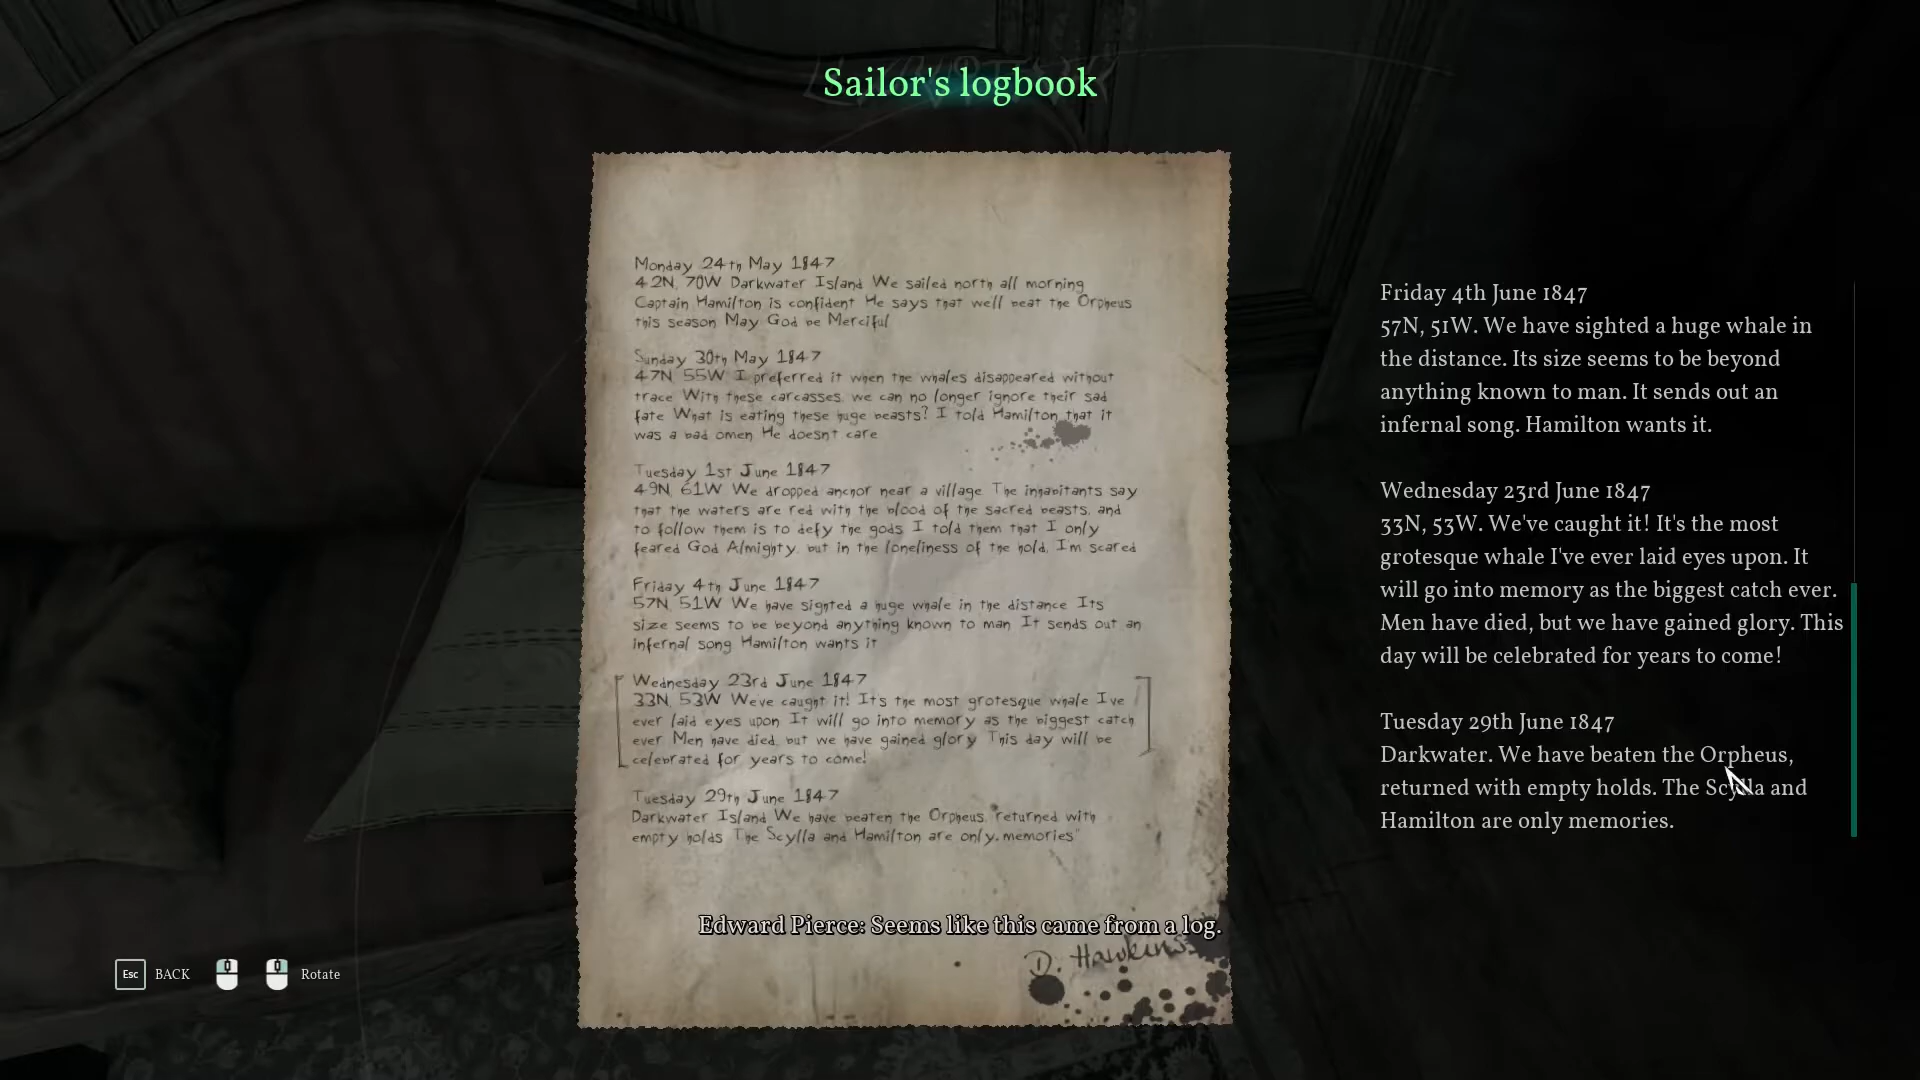 Sailor's logbook
Monday 24th May 1847
42N, 70W Darkwater Island We sailed north all morning
Captain Hamilton is confident He says that we'll beat the Orpheus
this season May God be Merciful
Sunday 30th May 1847
47N 55W I preferred it when the whales disappeared without
trace With these carcasses, we can no longer ignore their sad
fate What is eating these huge beasts? I told Hamilton that it
was a bad omen He doesn't care
Tuesday 1st June 1847
49N, 61W We dropped anchor near a village The inhabitants say
that the waters are red with the blood of the sacred beasts, and
to follow them is to defy the gods I told them that I only
feared God Almighty, but in the loneliness of the hold, I'm scared
Friday 4th June 1847
57N, 51W We have sighted a huge whale in the distance Its
size seems to be beyond anything known to man It sends out an
infernal song Hamilton wants it
Wednesday 23rd June 1847
33N, 53W We've caught it! It's the most grotesque whale I've
ever laid eyes upon It will go into memory as the biggest catch
ever Men have died, but we have gained glory This day will be
celebrated for years to come!
Tuesday 29th June 1847
Darkwater Island We have beaten the Orpheus, returned with
empty holds The Scylla and Hamilton are only memories"
D. Hawkins
Friday 4th June 1847
57N, 51W. We have sighted a huge whale in
the distance. Its size seems to be beyond
anything known to man. It sends out an
infernal song. Hamilton wants it.
Wednesday 23rd June 1847
33N, 53W. We've caught it! It's the most
grotesque whale I've ever laid eyes upon. It
will go into memory as the biggest catch ever.
Men have died, but we have gained glory. This
day will be celebrated for years to come!
Tuesday 29th June 1847
Darkwater. We have beaten the Orpheus,
returned with empty holds. The Scylla and
Hamilton are only memories.
Edward Pierce: Seems like this came from a log.
Esc BACK Rotate